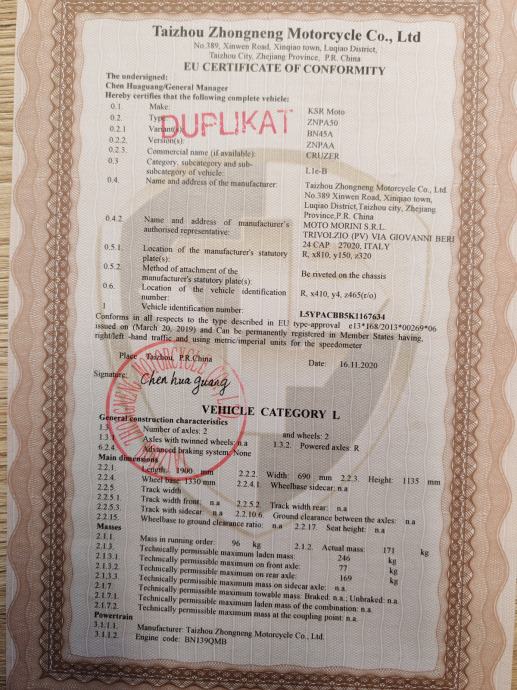 Taizhou Zhongneng Motorcycle Co., Ltd
No.389, Xinwen Road, Xinqiao town, Luqiao District,
Taizhou City, Zhejiang Province, P.R. China
EU CERTIFICATE OF CONFORMITY
The undersigned:
Chen Huaguang/General Manager
Hereby certifies that the following complete vehicle:
0.1. Make: KSR Moto
0.2. Type: ZNPA50
DUPLIKAT
0.2.1 Variant(s): BN45A
0.2.2. Version(s): ZNPAA
0.2.3. Commercial name (if available): CRUZER
0.3 Category, subcategory and sub-
subcategory of vehicle: L1e-B
0.4. Name and address of the manufacturer: Taizhou Zhongneng Motorcycle Co., Ltd.
No.389 Xinwen Road, Xinqiao town,
Luqiao District,Taizhou city, Zhejiang
Province,P.R. China
0.4.2. Name and address of manufacturer's MOTO MORINI S.R.L.
authorised representative: TRIVOLZIO (PV) VIA GIOVANNI BERI
24 CAP 27020, ITALY
0.5.1. Location of the manufacturer's statutory R, x810, y150, z320
plate(s):
0.5.2. Method of attachment of the Be riveted on the chassis
manufacturer's statutory plate(s):
0.6. Location of the vehicle identification R, x410, y4, z465(r/o)
number:
1 Vehicle identification number: L5YPACBB5K1167634
Conforms in all respects to the type described in EU type-approval e13*168/2013*00269*06
issued on (March 20, 2019) and Can be permanently registered in Member States having,
right/left -hand traffic and using metric/imperial units for the speedometer
Place : Taizhou, P.R.China Date: 16.11.2020
Signature: Chen hua guang
VEHICLE CATEGORY L
General construction characteristics
1.3. Number of axles: 2 and wheels: 2
1.3.1 Axles with twinned wheels: n.a 1.3.2. Powered axles: R
6.2.4. Advanced braking system: None
Main dimensions
2.2.1. Length: 1900 mm 2.2.2. Width: 690 mm 2.2.3. Height: 1135 mm
2.2.4. Wheel base: 1330 mm 2.2.4.1. Wheelbase sidecar: n.a
2.2.5. Track width
2.2.5.1. Track width front: n.a 2.2.5.2. Track width rear: n.a
2.2.5.3. Track with sidecar: n.a 2.2.10.6. Ground clearance between the axles: n.a
2.2.15. Wheelbase to ground clearance ratio: n.a 2.2.17. Seat height: n.a
Masses
2.1.1. Mass in running order: 96 kg 2.1.2. Actual mass: 171 kg
2.1.3. Technically permissible maximum laden mass: 246 kg
2.1.3.1. Technically permissible maximum on front axle: 77 kg
2.1.3.2. Technically permissible maximum on rear axle: 169 kg
2.1.3.3. Technically permissible maximum mass on sidecar axle: n.a
2.1.7. Technically permissible maximum towable mass: Braked: n.a.; Unbraked: n.a.
2.1.7.1. Technically permissible maximum laden mass of the combination: n.a.
2.1.7.2. Technically permissible maximum mass at the coupling point: n.a.
Powertrain
3.1.1.1. Manufacturer: Taizhou Zhongneng Motorcycle Co., Ltd.
3.1.1.2. Engine code: BN139QMB